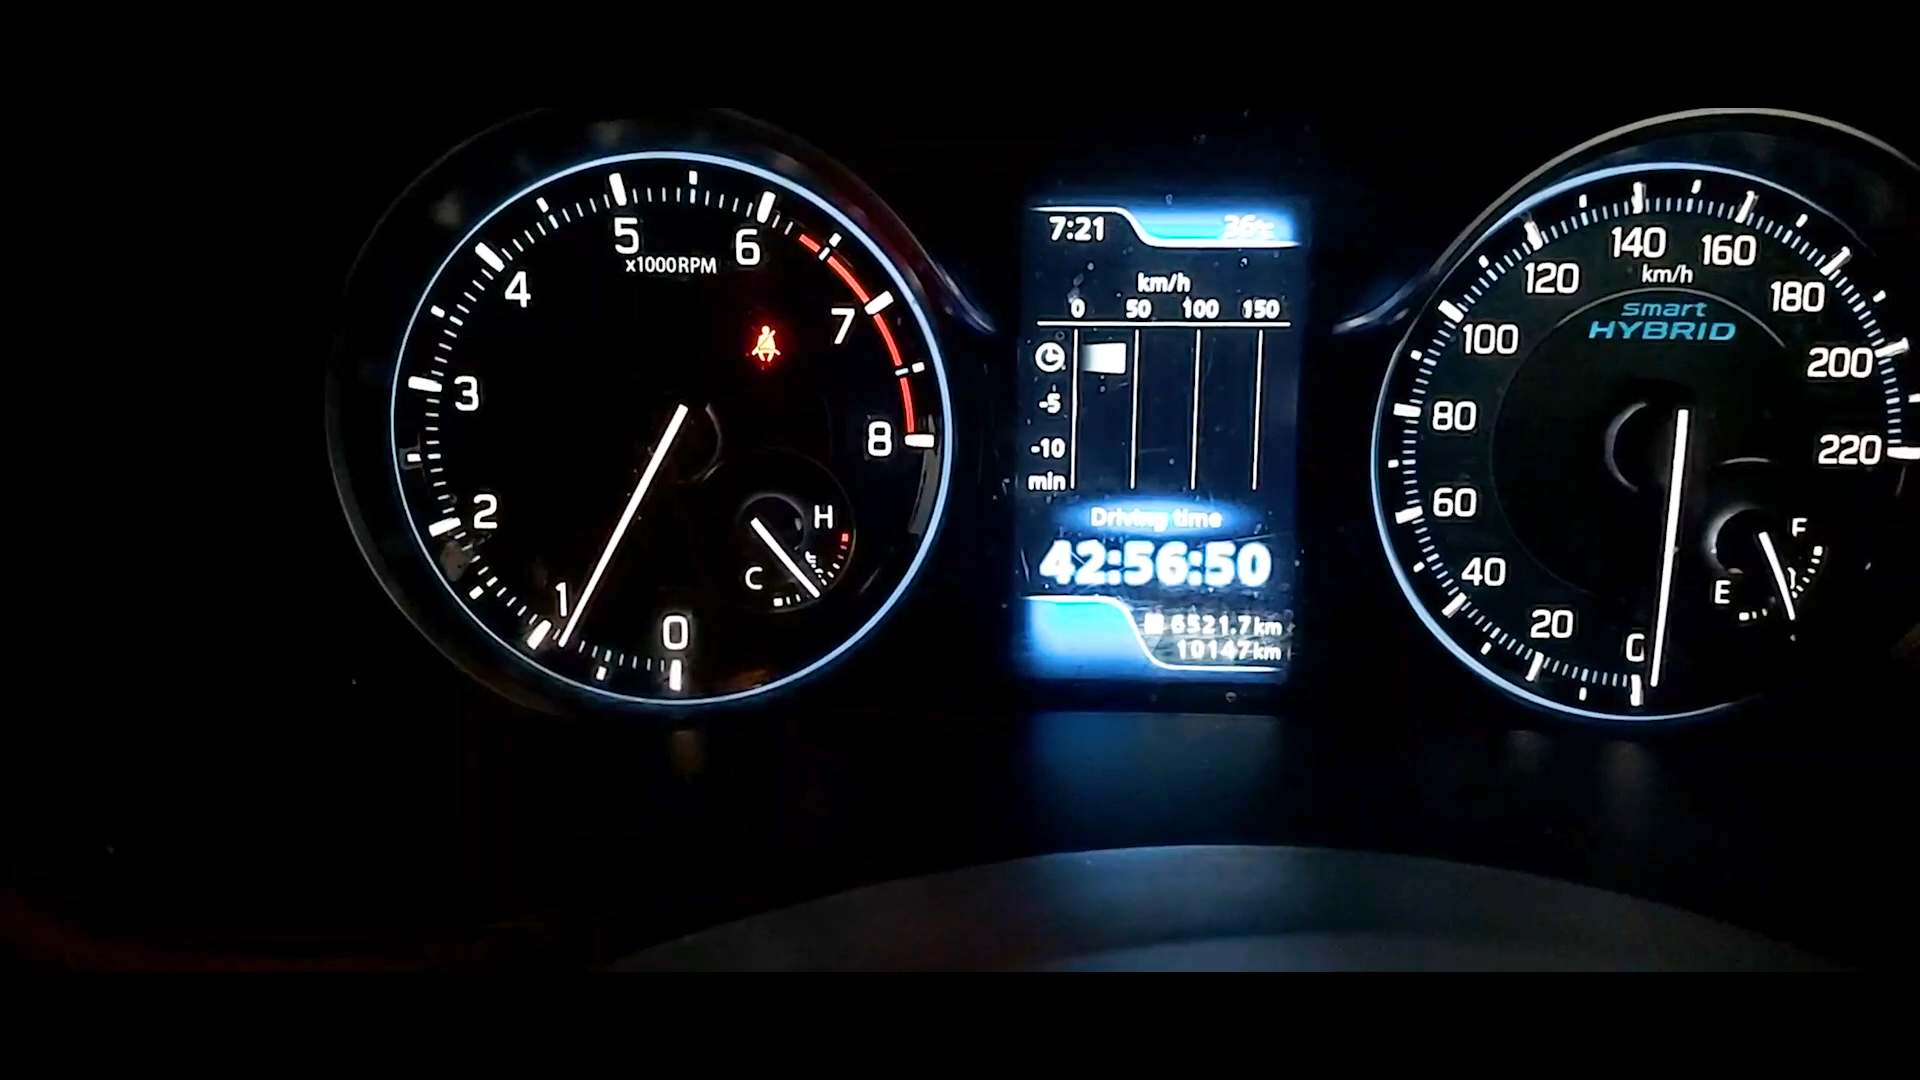 0
1
2
3
4
5
6
7
8
x1000RPM
C
H
7:21
36°C
km/h
0 50 100 150
-5
-10
min
Driving time
42:56:50
6521.7km
10147km
0
20
40
60
80
100
120
140
160
180
200
220
km/h
smart
HYBRID
E
F